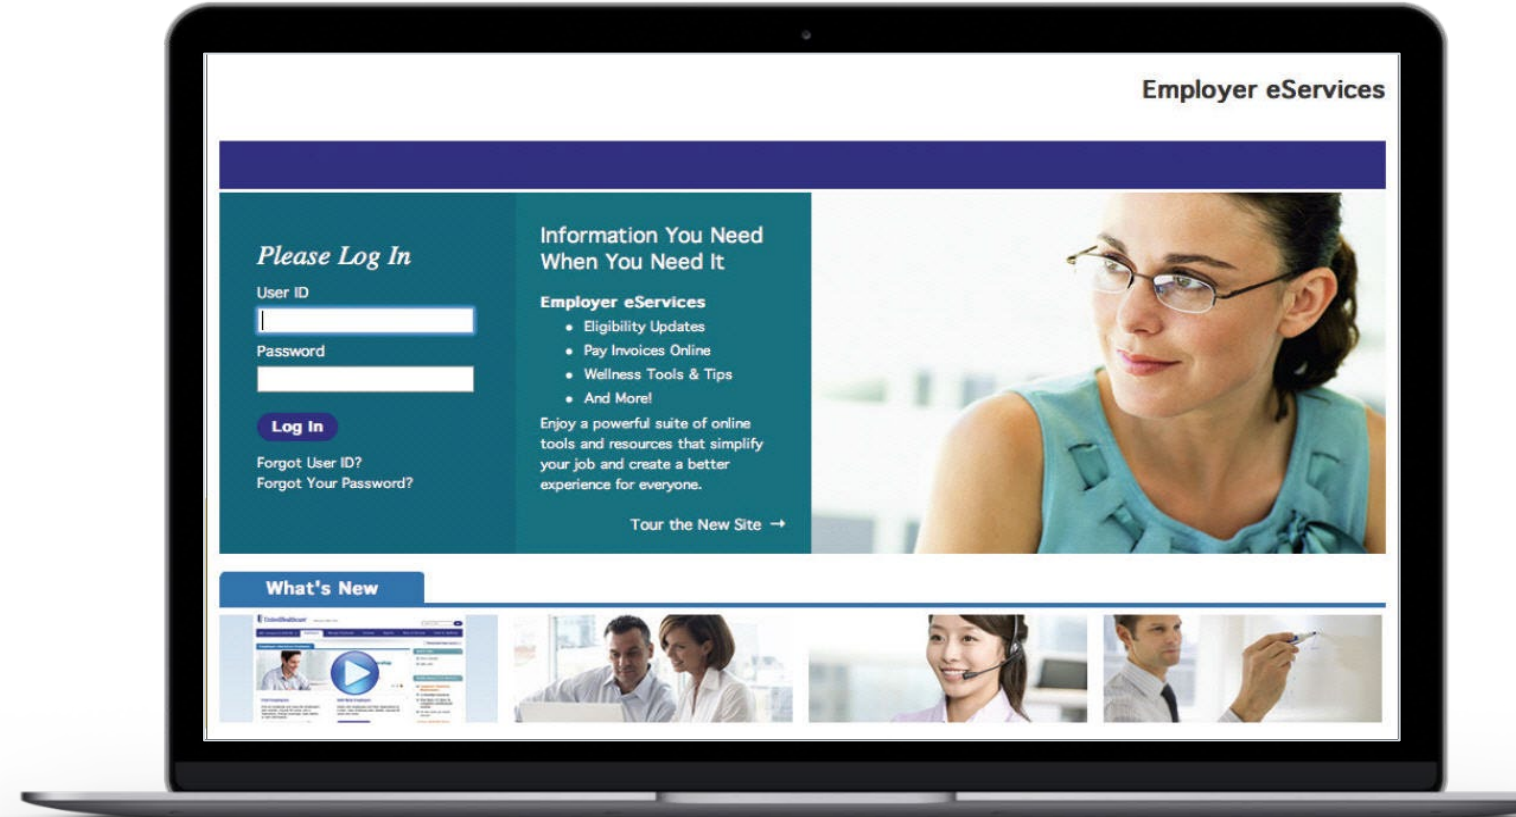 Employer eServices
Please Log In
User ID
Password
Log In
Forgot User ID?
Forgot Your Password?
Information You Need
When You Need It
Employer eServices
• Eligibility Updates
• Pay Invoices Online
• Wellness Tools & Tips
• And More!
Enjoy a powerful suite of online
tools and resources that simplify
your job and create a better
experience for everyone.
Tour the New Site →
What's New
UnitedHealthcare